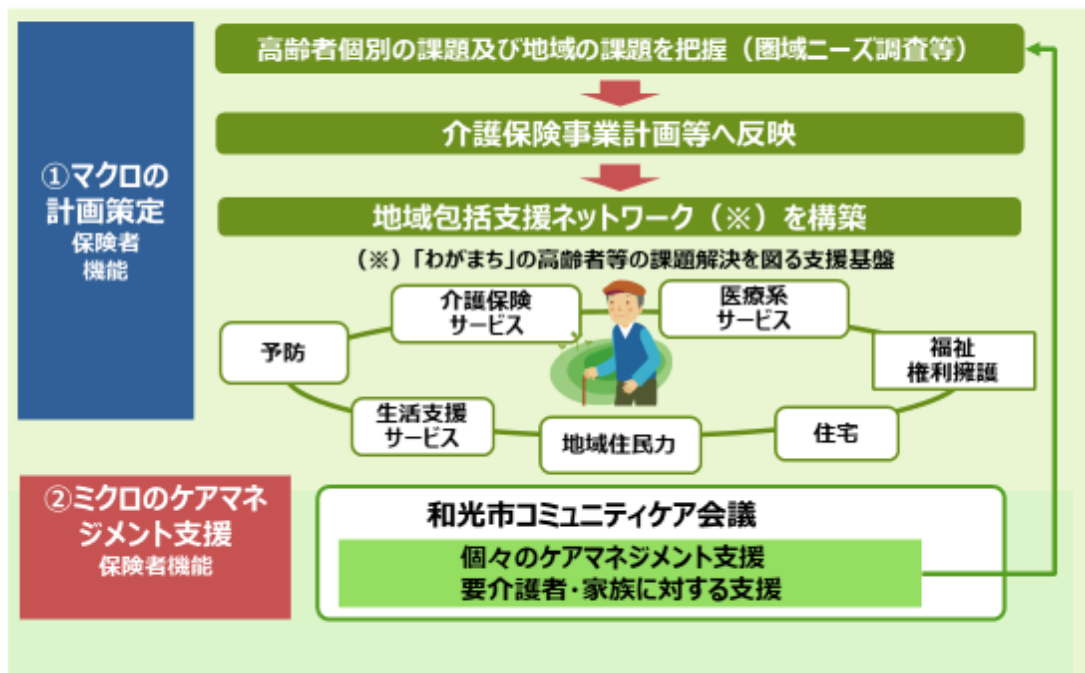 高齢者個別の課題及び地域の課題を把握（圏域ニーズ調査等）
介護保険事業計画等へ反映
①マクロの
計画策定
保険者
機能
地域包括支援ネットワーク（※）を構築
（※）「わがまち」の高齢者等の課題解決を図る支援基盤
介護保険
サービス
医療系
サービス
予防
福祉
権利擁護
生活支援
サービス
地域住民力
住宅
②ミクロのケアマネ
ジメント支援
保険者機能
和光市コミュニティケア会議
個々のケアマネジメント支援
要介護者・家族に対する支援